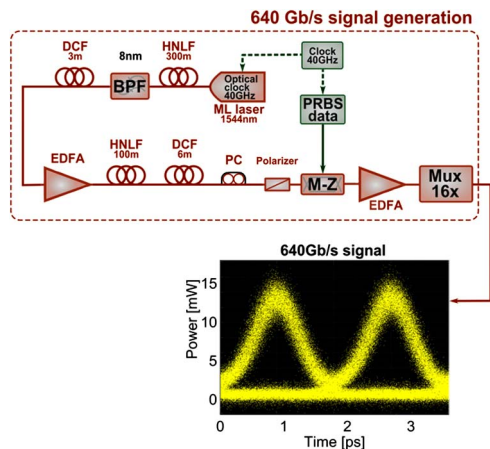 640 Gb/s signal generation
DCF
3m
8nm
BPF
HNLF
300m
Optical
clock
40GHz
ML laser
1544nm
Clock
40GHz
PRBS
data
EDFA
HNLF
100m
DCF
6m
PC
Polarizer
M-Z
EDFA
Mux
16x
640Gb/s signal
Power [mW]
15
10
5
0
0
1
2
3
Time [ps]